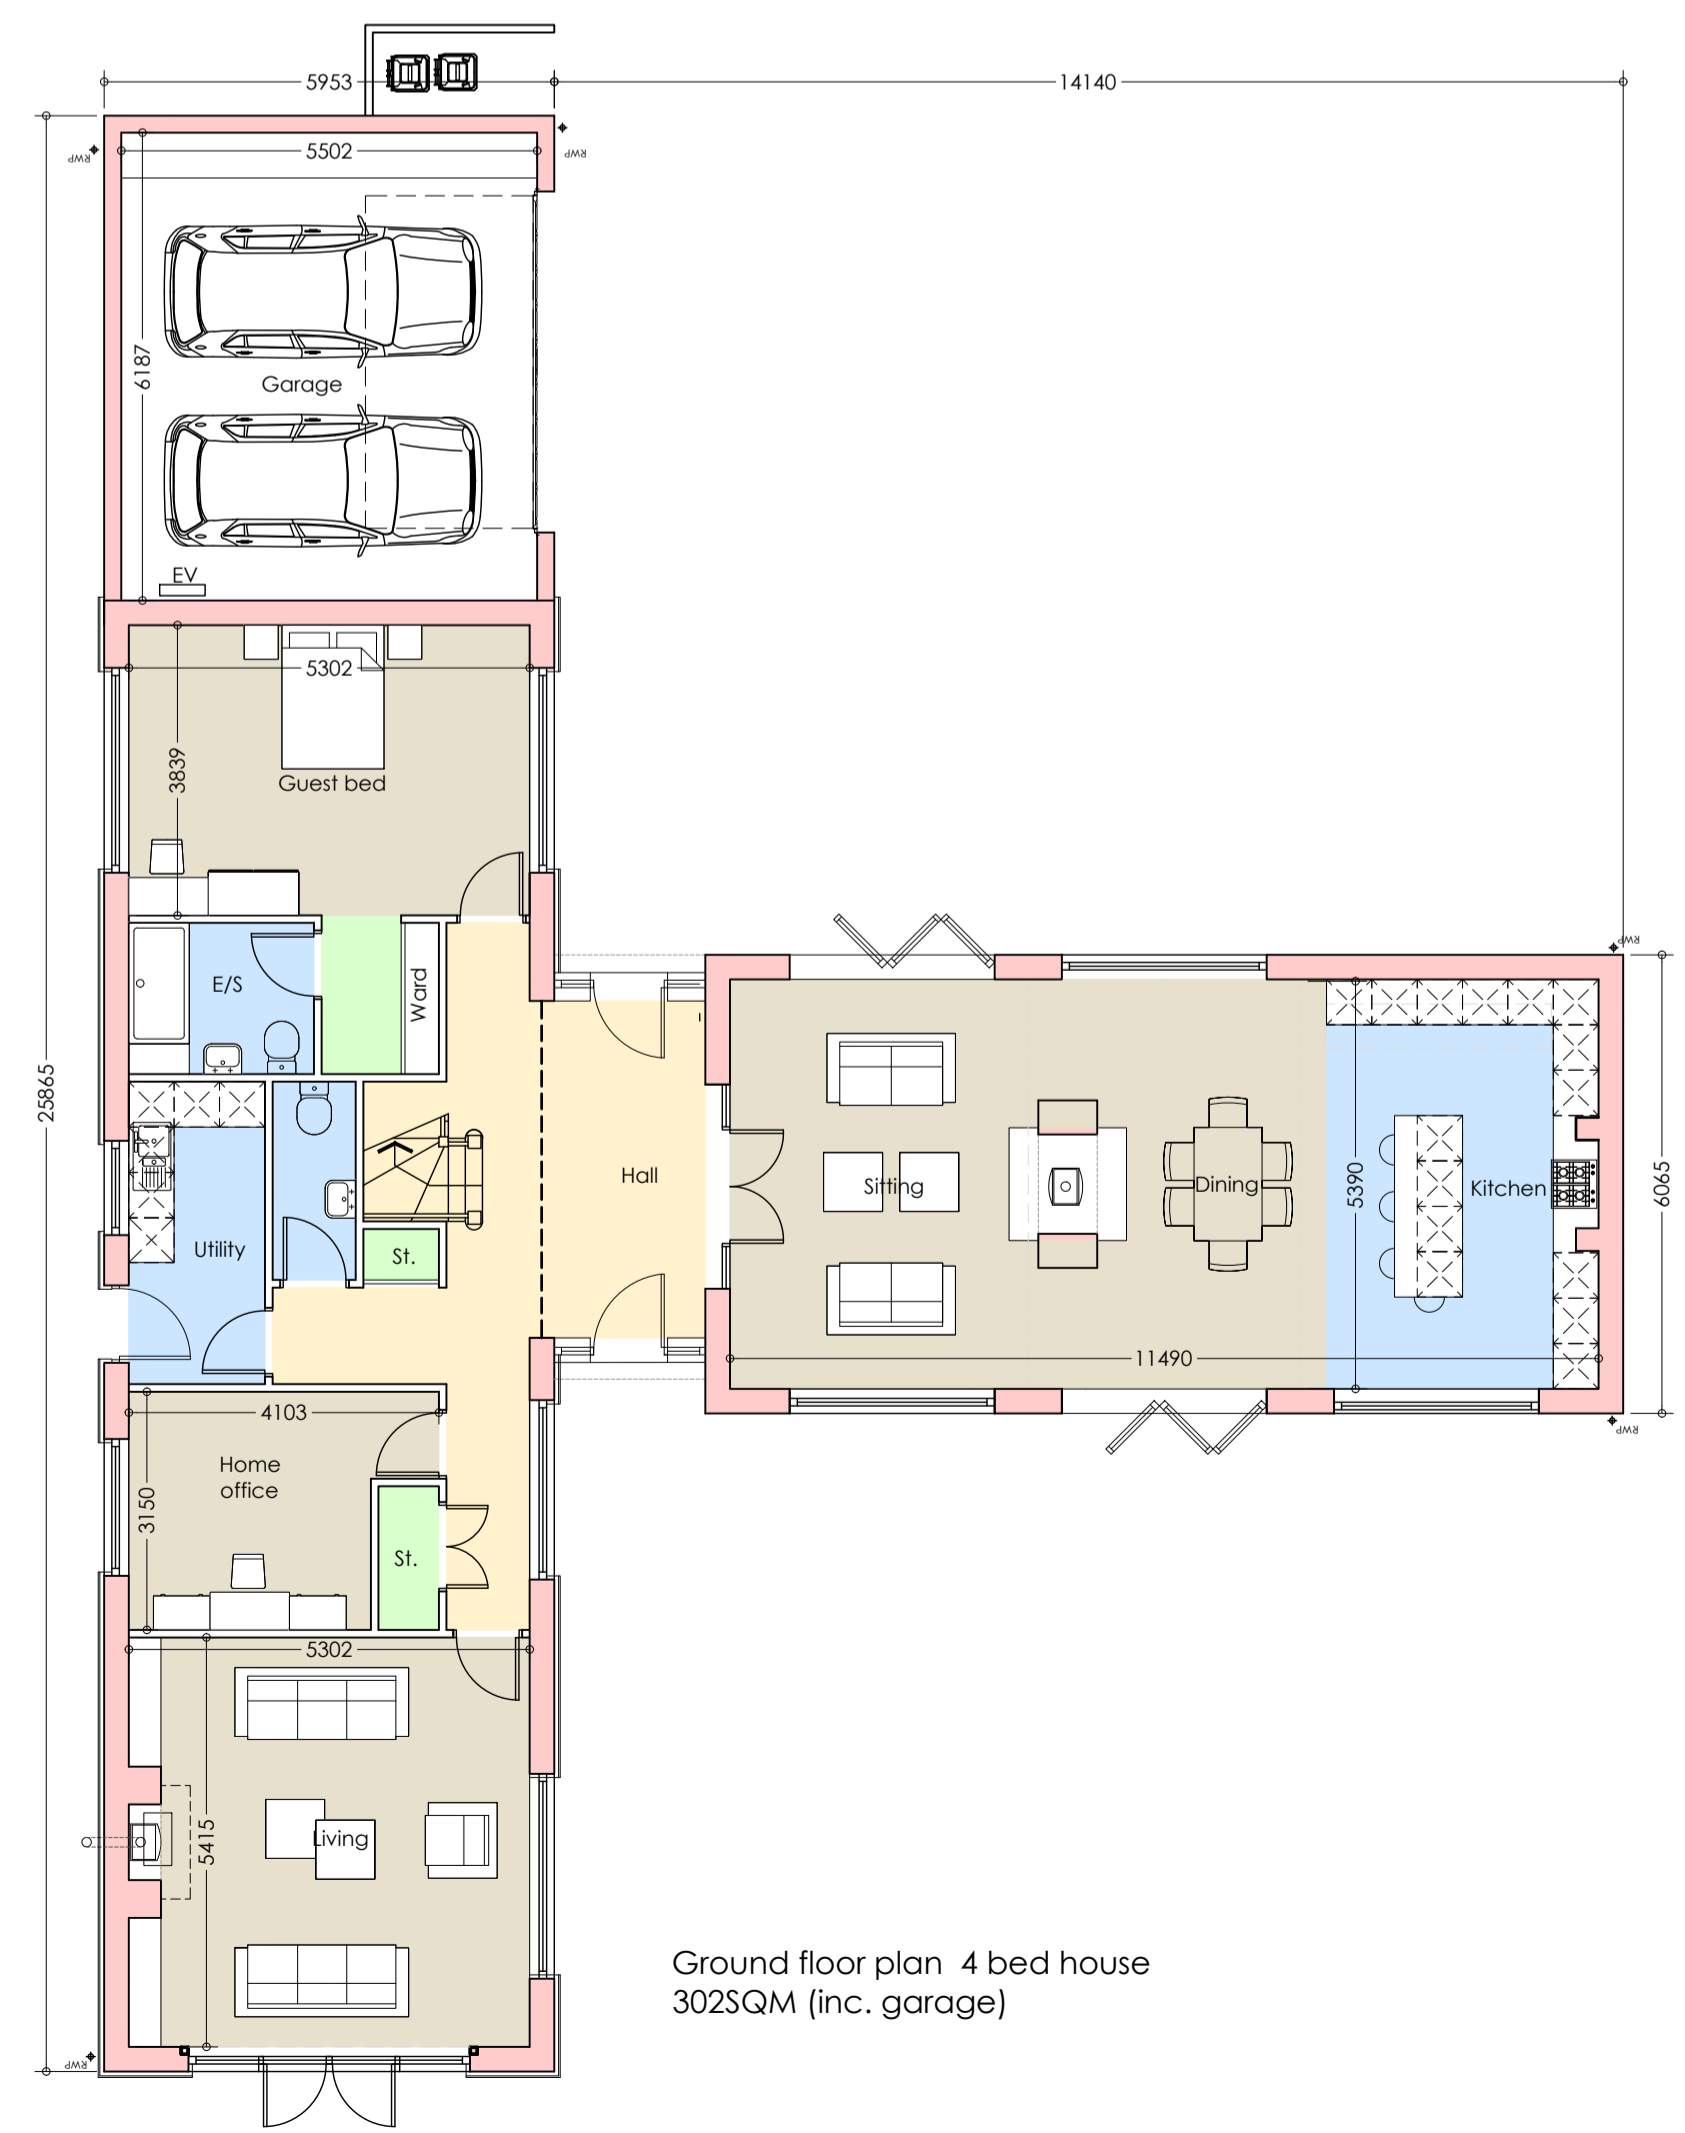 5953
14140
RWP
5502
RWP
6187
Garage
EV
5302
3839
Guest bed
E/S
Ward
RWP
25865
Hall
Sitting
Dining
5390
Kitchen
6065
Utility
St.
11490
4103
RWP
Home
office
3150
St.
5302
5415
Living
Ground floor plan 4 bed house
302SQM (inc. garage)
RWP